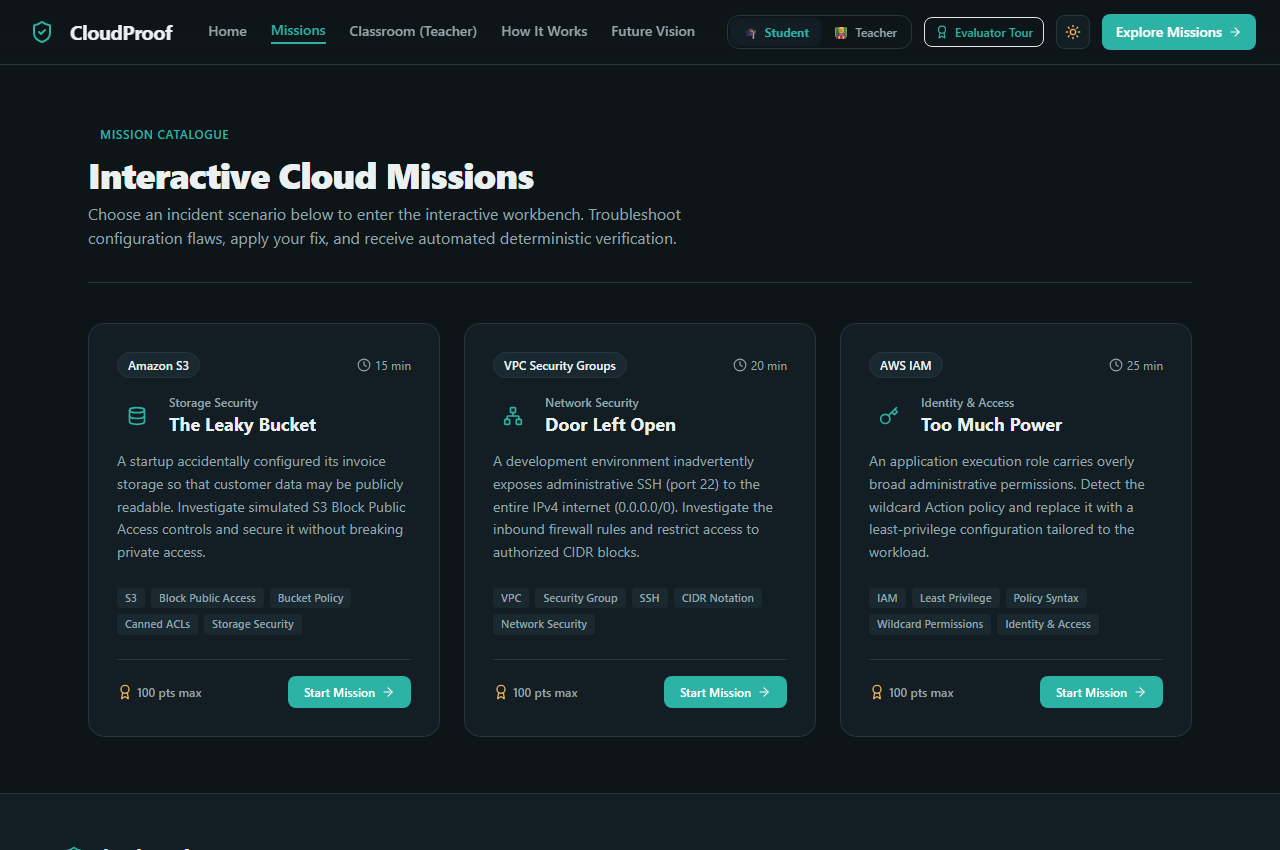 CloudProof
Home
Missions
Classroom (Teacher)
How It Works
Future Vision
Student
Teacher
Evaluator Tour
Explore Missions
MISSION CATALOGUE
Interactive Cloud Missions
Choose an incident scenario below to enter the interactive workbench. Troubleshoot
configuration flaws, apply your fix, and receive automated deterministic verification.
Amazon S3
15 min
Storage Security
The Leaky Bucket
A startup accidentally configured its invoice
storage so that customer data may be publicly
readable. Investigate simulated S3 Block Public
Access controls and secure it without breaking
private access.
S3
Block Public Access
Bucket Policy
Canned ACLs
Storage Security
100 pts max
Start Mission
VPC Security Groups
20 min
Network Security
Door Left Open
A development environment inadvertently
exposes administrative SSH (port 22) to the
entire IPv4 internet (0.0.0.0/0). Investigate the
inbound firewall rules and restrict access to
authorized CIDR blocks.
VPC
Security Group
SSH
CIDR Notation
Network Security
100 pts max
Start Mission
AWS IAM
25 min
Identity & Access
Too Much Power
An application execution role carries overly
broad administrative permissions. Detect the
wildcard Action policy and replace it with a
least-privilege configuration tailored to the
workload.
IAM
Least Privilege
Policy Syntax
Wildcard Permissions
Identity & Access
100 pts max
Start Mission